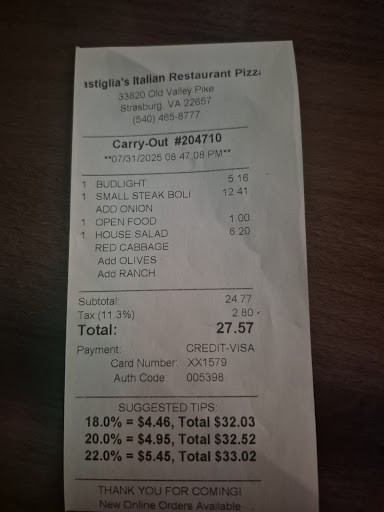 astiglia's Italian Restaurant Pizz
33820 Old Valley Pike
Strasburg, VA 22657
(540) 465-8777
Carry-Out #204710
**07/31/2025 08:47:08 PM**
1 BUDLIGHT 5.16
1 SMALL STEAK BOLI 12.41
ADD ONION
1 OPEN FOOD 1.00
1 HOUSE SALAD 6.20
RED CABBAGE
Add OLIVES
Add RANCH
Subtotal: 24.77
Tax (11.3%) 2.80
Total: 27.57
Payment: CREDIT-VISA
Card Number: XX1579
Auth Code: 005398
SUGGESTED TIPS:
18.0% = $4.46, Total $32.03
20.0% = $4.95, Total $32.52
22.0% = $5.45, Total $33.02
THANK YOU FOR COMING!
New Online Orders Available